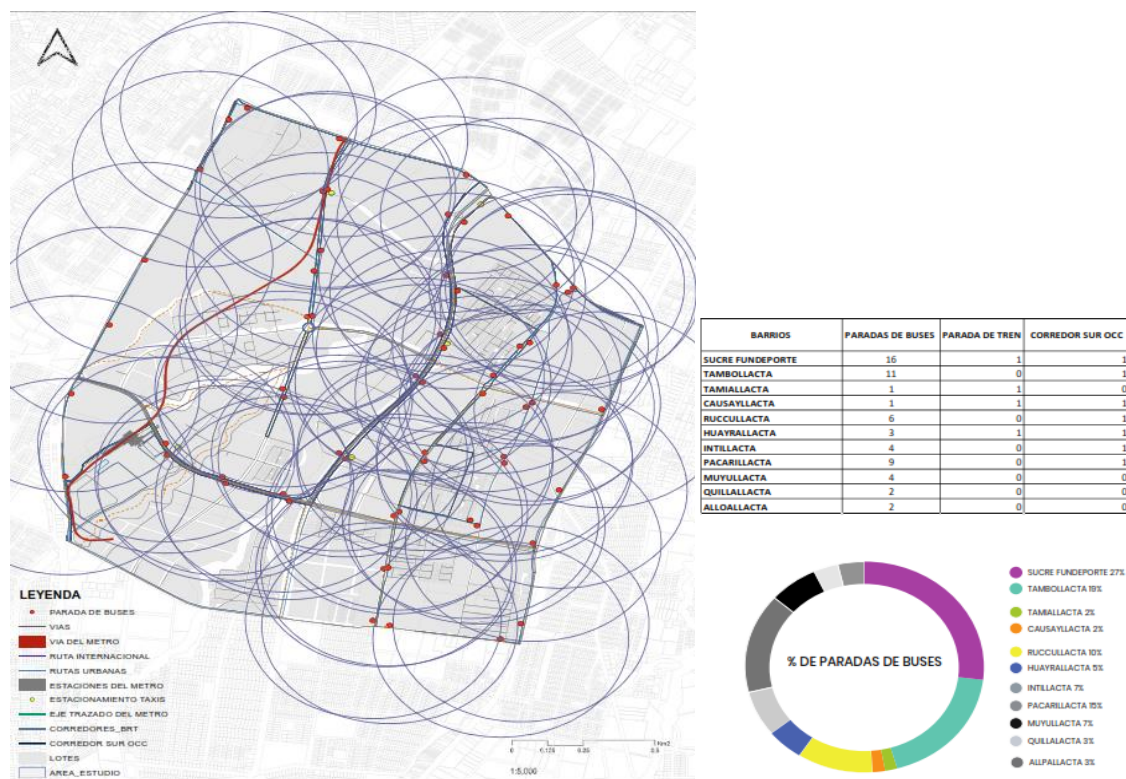 BARRIOS PARADAS DE BUSES PARADA DE TREN CORREDOR SUR OCC
SUCRE FUNDEPORTE 16 1 1
TAMBOLLACTA 11 0 1
TAMIALLACTA 1 1 0
CAUSAYLLACTA 1 1 1
RUCCULLACTA 6 0 1
HUAYRALLACTA 3 1 1
INTILLACTA 4 0 1
PACARILLACTA 9 0 1
MUYULLACTA 4 0 0
QUILLALLACTA 2 0 0
ALLOALLACTA 2 0 0
LEYENDA
PARADA DE BUSES
VIAS
VIA DEL METRO
RUTA INTERNACIONAL
RUTAS URBANAS
ESTACIONES DEL METRO
ESTACIONAMIENTO TAXIS
EJE TRAZADO DEL METRO
CORREDORES_BRT
CORREDOR SUR OCC
LOTES
AREA_ESTUDIO
1:5,000
% DE PARADAS DE BUSES
SUCRE FUNDEPORTE 27%
TAMBOLLACTA 19%
TAMIALLACTA 2%
CAUSAYLLACTA 2%
RUCCULLACTA 10%
HUAYRALLACTA 5%
INTILLACTA 7%
PACARILLACTA 15%
MUYULLACTA 7%
QUILLALACTA 3%
ALLPALLACTA 3%